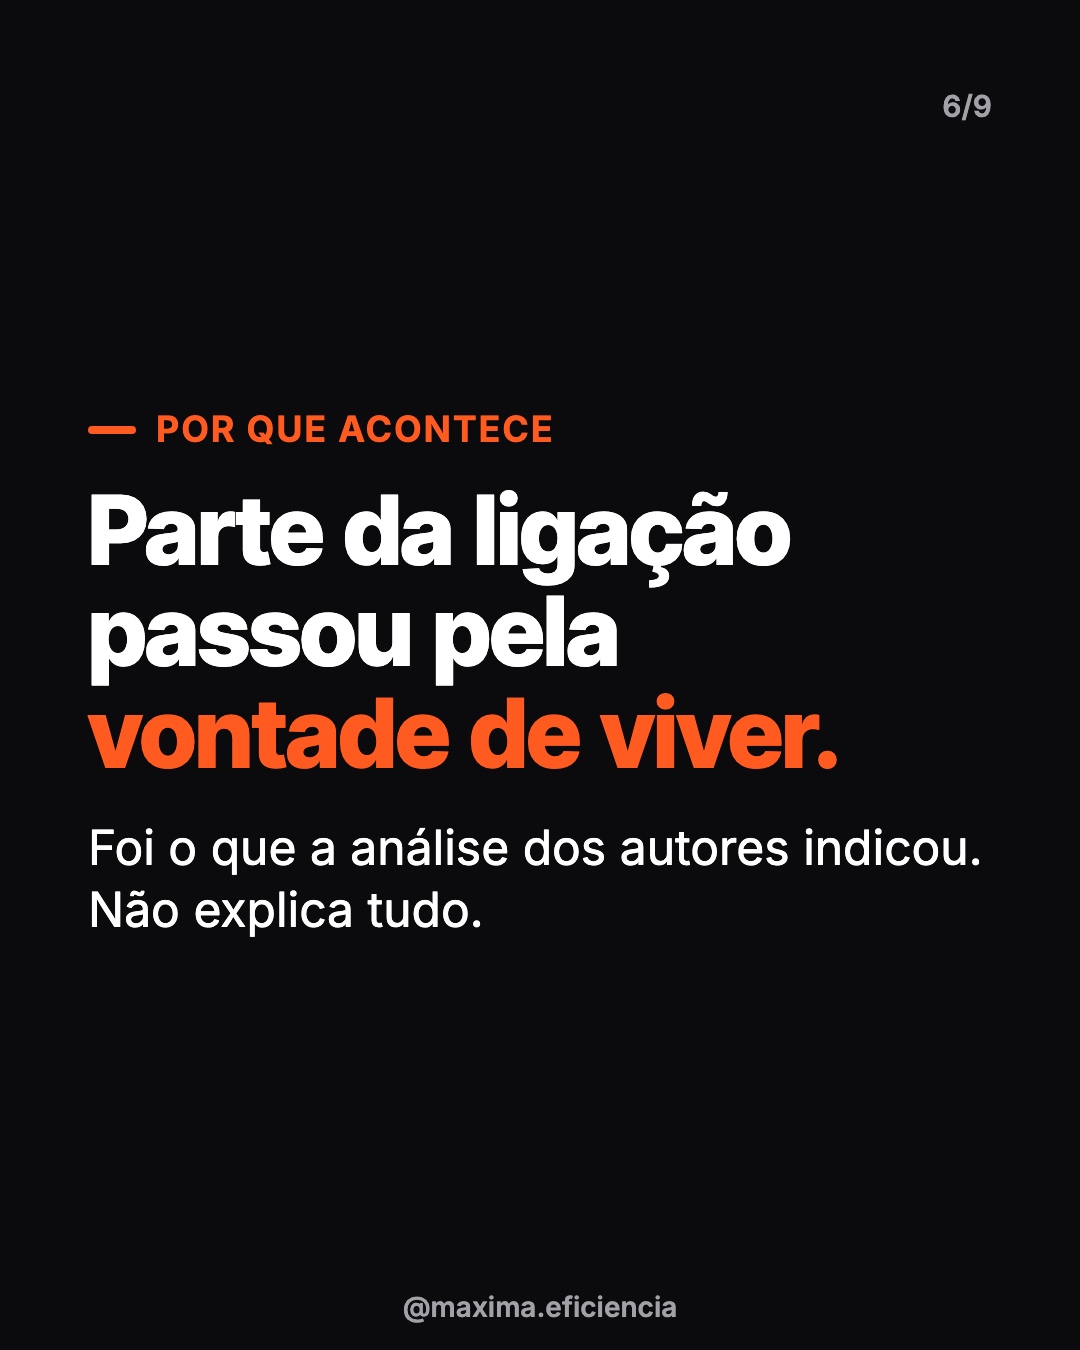 6/9
POR QUE ACONTECE
Parte da ligação
passou pela
vontade de viver.
Foi o que a análise dos autores indicou.
Não explica tudo.
@maxima.eficiencia